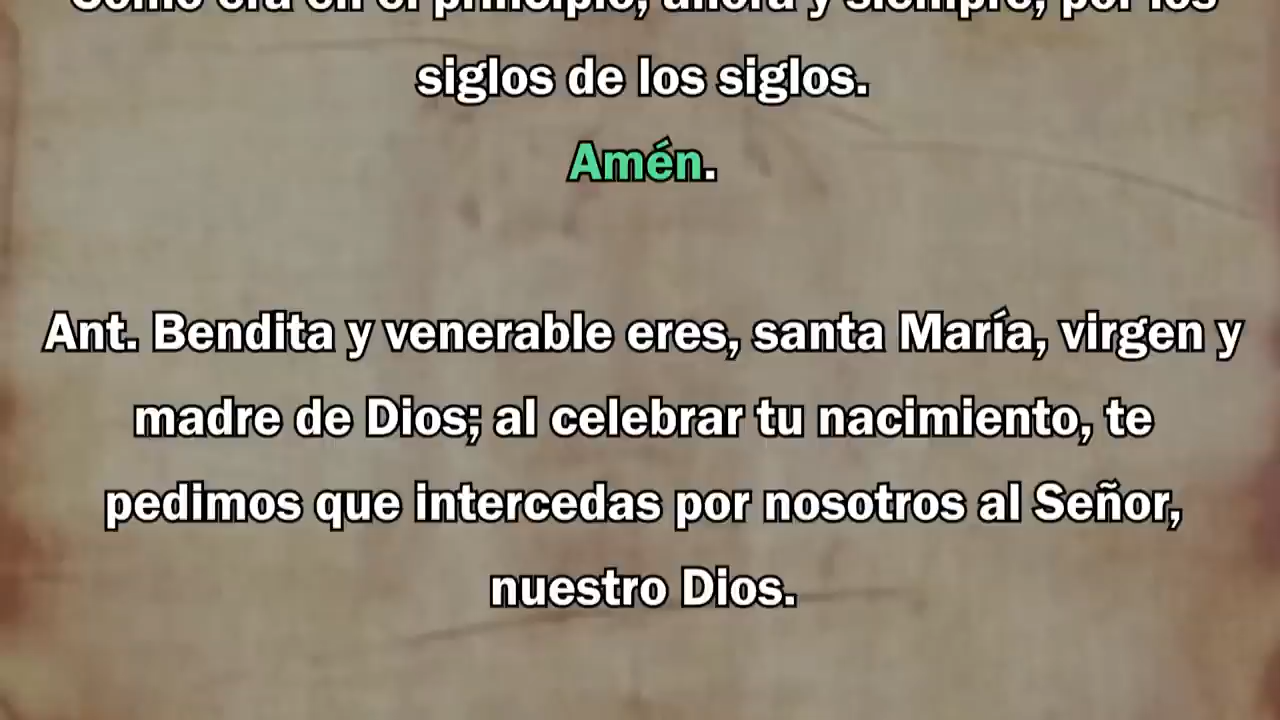 Como era en el principio, ahora y siempre, por los
siglos de los siglos.
Amén.
Ant. Bendita y venerable eres, santa María, virgen y
madre de Dios; al celebrar tu nacimiento, te
pedimos que intercedas por nosotros al Señor,
nuestro Dios.